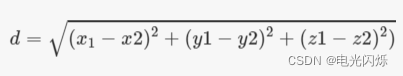 d = √(x₁ − x2)² + (y1 − y2)² + (z1 − z2)²)
CSDN @电光闪烁